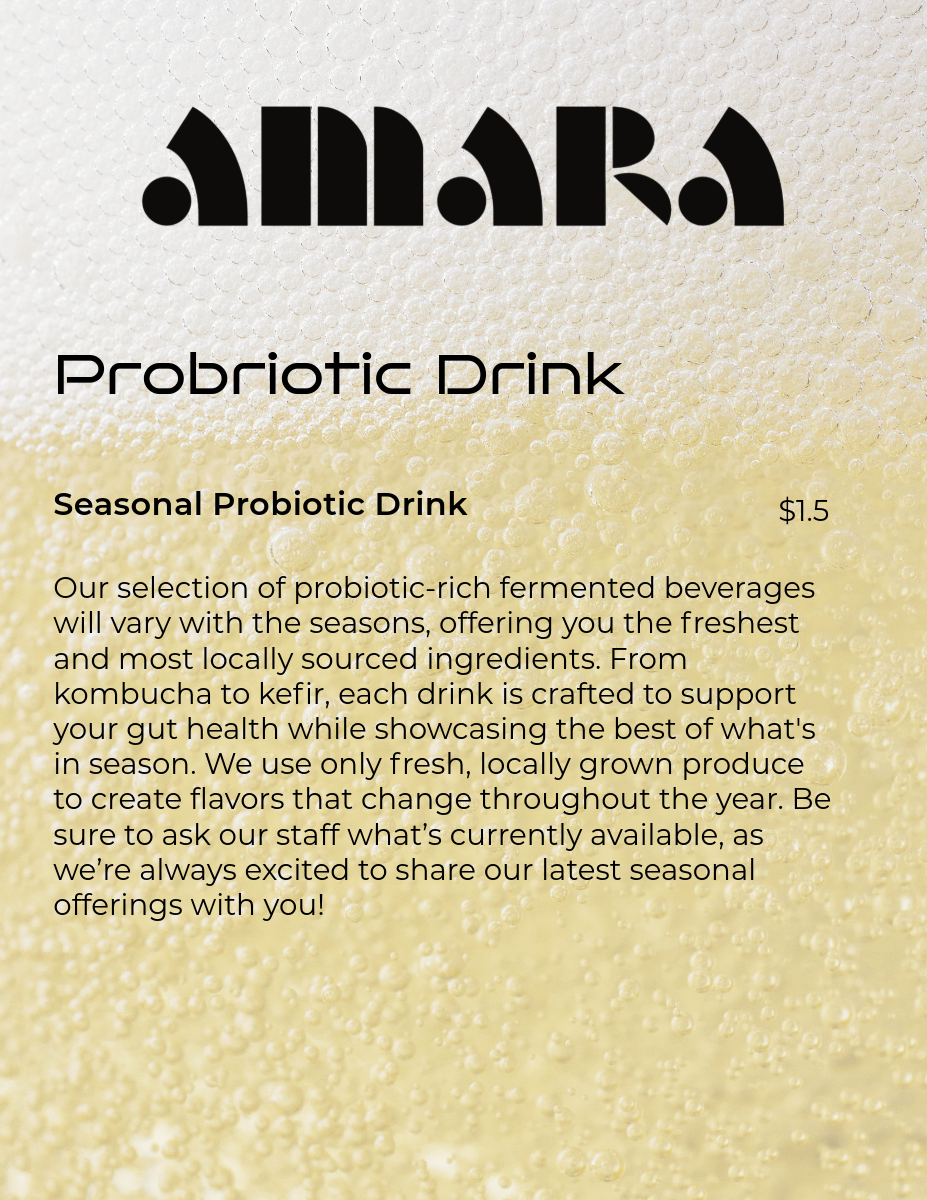 AMARA
Probriotic Drink
Seasonal Probiotic Drink
$1.5
Our selection of probiotic-rich fermented beverages
will vary with the seasons, offering you the freshest
and most locally sourced ingredients. From
kombucha to kefir, each drink is crafted to support
your gut health while showcasing the best of what's
in season. We use only fresh, locally grown produce
to create flavors that change throughout the year. Be
sure to ask our staff what’s currently available, as
we’re always excited to share our latest seasonal
offerings with you!